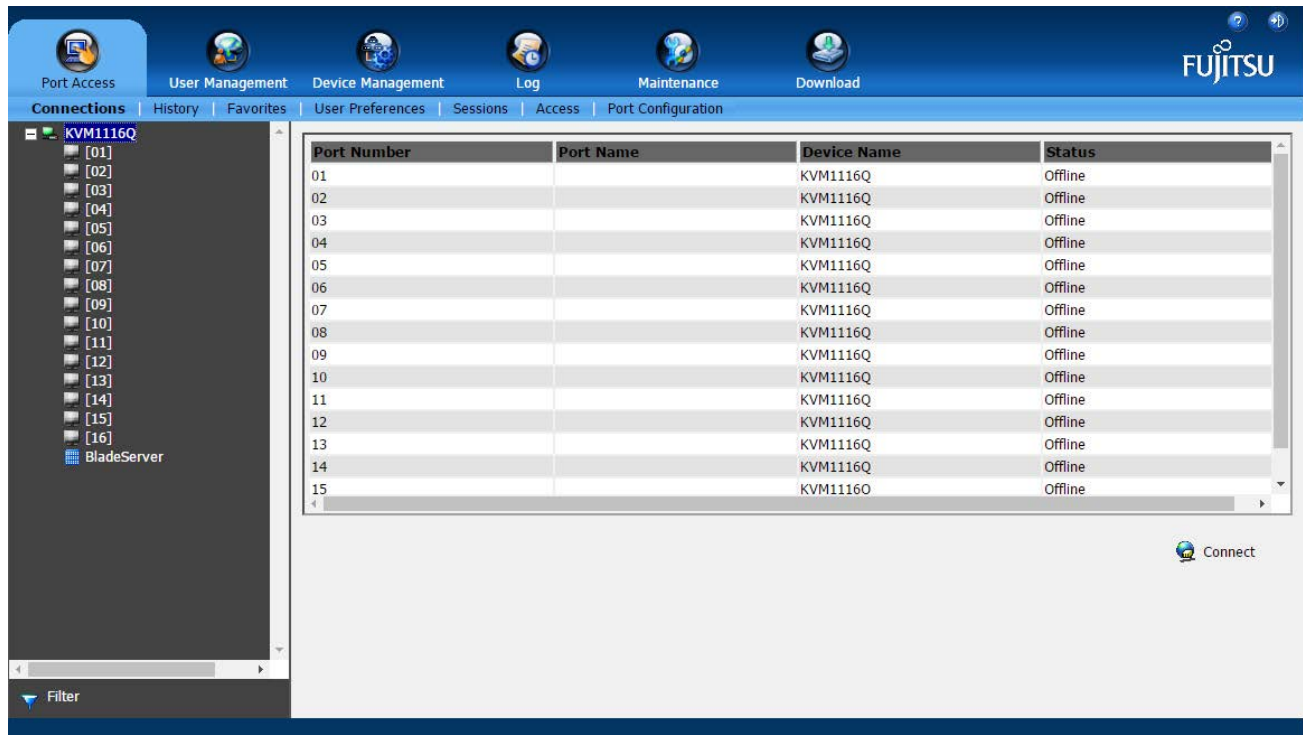 FUJITSU
Port Access User Management Device Management Log Maintenance Download
Connections | History | Favorites | User Preferences | Sessions | Access | Port Configuration
KVM1116Q
[01]
[02]
[03]
[04]
[05]
[06]
[07]
[08]
[09]
[10]
[11]
[12]
[13]
[14]
[15]
[16]
BladeServer
Filter
Port Number Port Name Device Name Status
01 KVM1116Q Offline
02 KVM1116Q Offline
03 KVM1116Q Offline
04 KVM1116Q Offline
05 KVM1116Q Offline
06 KVM1116Q Offline
07 KVM1116Q Offline
08 KVM1116Q Offline
09 KVM1116Q Offline
10 KVM1116Q Offline
11 KVM1116Q Offline
12 KVM1116Q Offline
13 KVM1116Q Offline
14 KVM1116Q Offline
15 KVM1116Q Offline
Connect